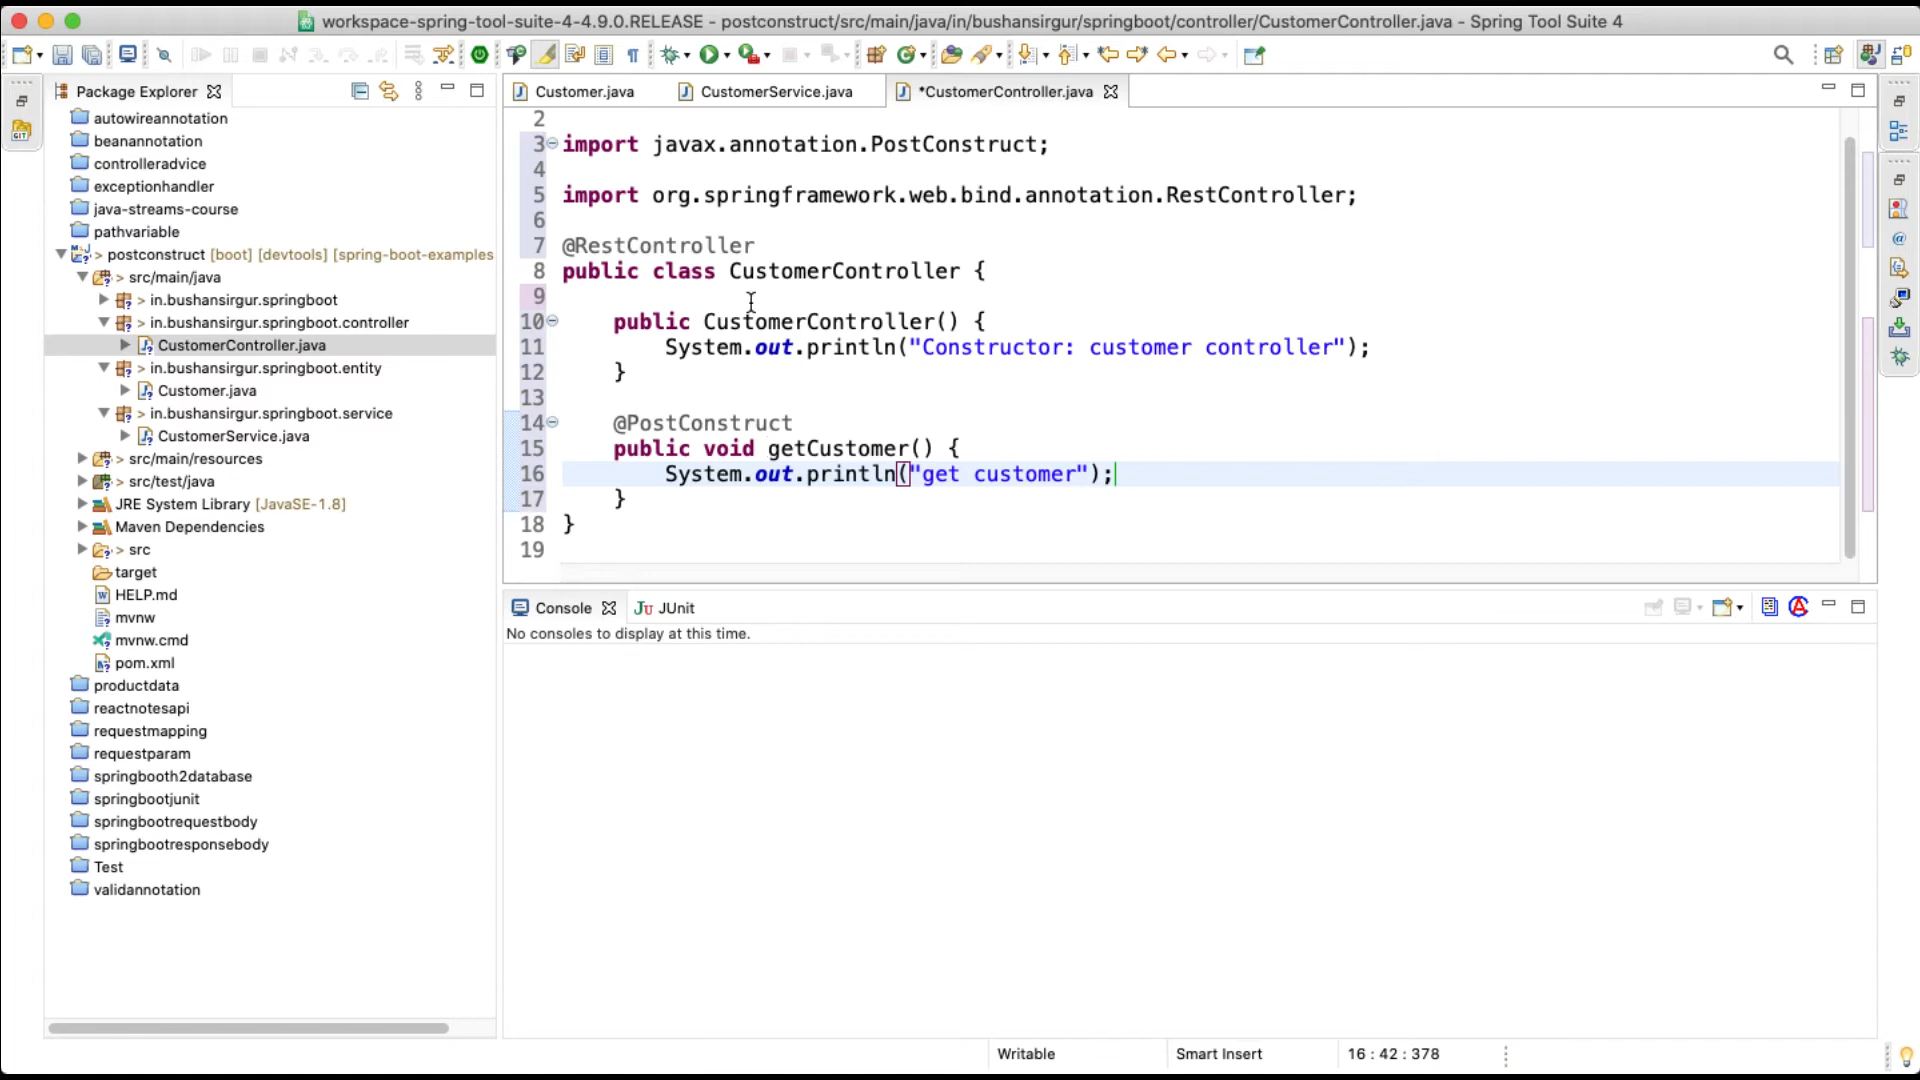 workspace-spring-tool-suite-4-4.9.0.RELEASE - postconstruct/src/main/java/in/bushansirgur/springboot/controller/CustomerController.java - Spring Tool Suite 4
Package Explorer
autowireannotation
beanannotation
controlleradvice
exceptionhandler
java-streams-course
pathvariable
> postconstruct [boot] [devtools] [spring-boot-examples
> src/main/java
> in.bushansirgur.springboot
> in.bushansirgur.springboot.controller
CustomerController.java
> in.bushansirgur.springboot.entity
Customer.java
> in.bushansirgur.springboot.service
CustomerService.java
> src/main/resources
> src/test/java
JRE System Library [JavaSE-1.8]
Maven Dependencies
> src
target
HELP.md
mvnw
mvnw.cmd
pom.xml
productdata
reactnotesapi
requestmapping
requestparam
springbooth2database
springbootjunit
springbootrequestbody
springbootresponsebody
Test
validannotation
Customer.java CustomerService.java *CustomerController.java
2
3 import javax.annotation.PostConstruct;
4
5 import org.springframework.web.bind.annotation.RestController;
6
7 @RestController
8 public class CustomerController {
9
10 public CustomerController() {
11 System.out.println("Constructor: customer controller");
12 }
13
14 @PostConstruct
15 public void getCustomer() {
16 System.out.println("get customer");
17 }
18 }
19
Console JUnit
No consoles to display at this time.
Writable Smart Insert 16 : 42 : 378